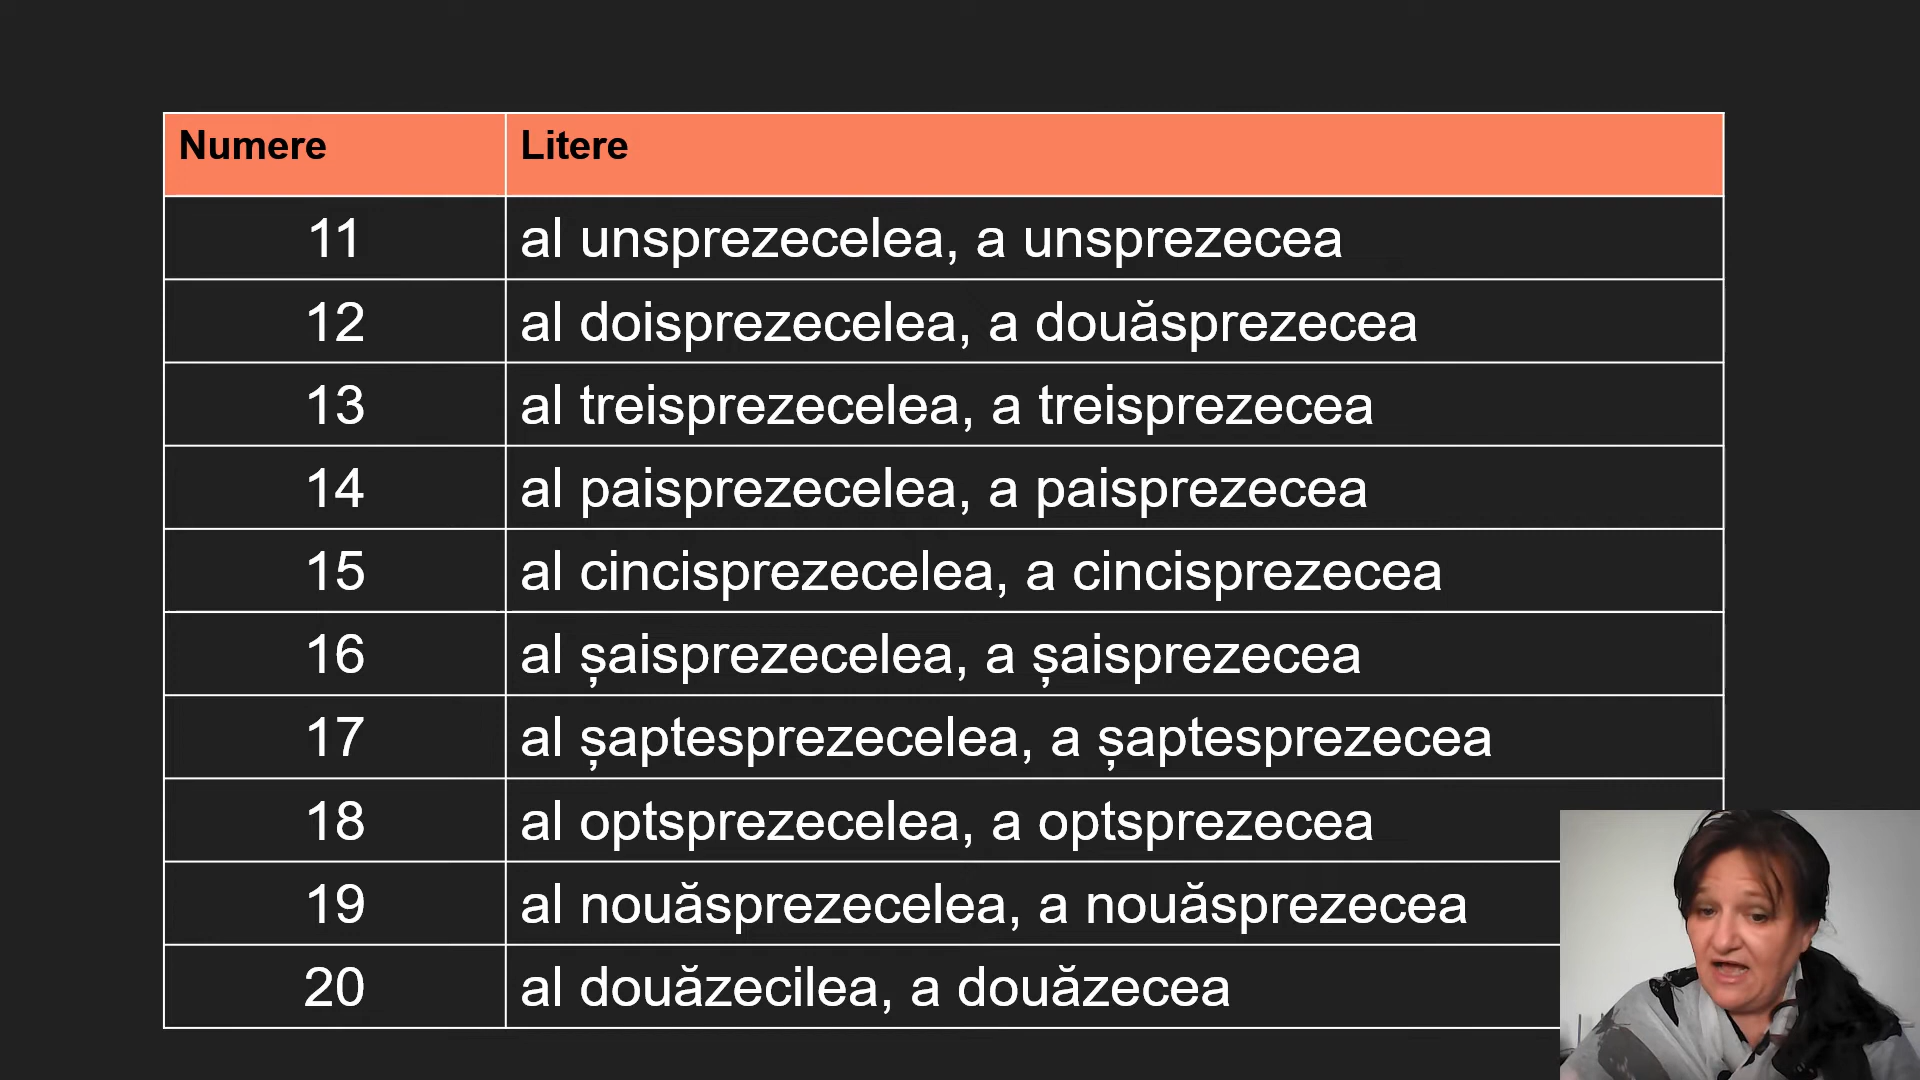 Numere Litere
11 al unsprezecelea, a unsprezecea
12 al doisprezecelea, a douăsprezecea
13 al treisprezecelea, a treisprezecea
14 al paisprezecelea, a paisprezecea
15 al cincisprezecelea, a cincisprezecea
16 al șaisprezecelea, a șaisprezecea
17 al șaptesprezecelea, a șaptesprezecea
18 al optsprezecelea, a optsprezecea
19 al nouăsprezecelea, a nouăsprezecea
20 al douăzecilea, a douăzecea